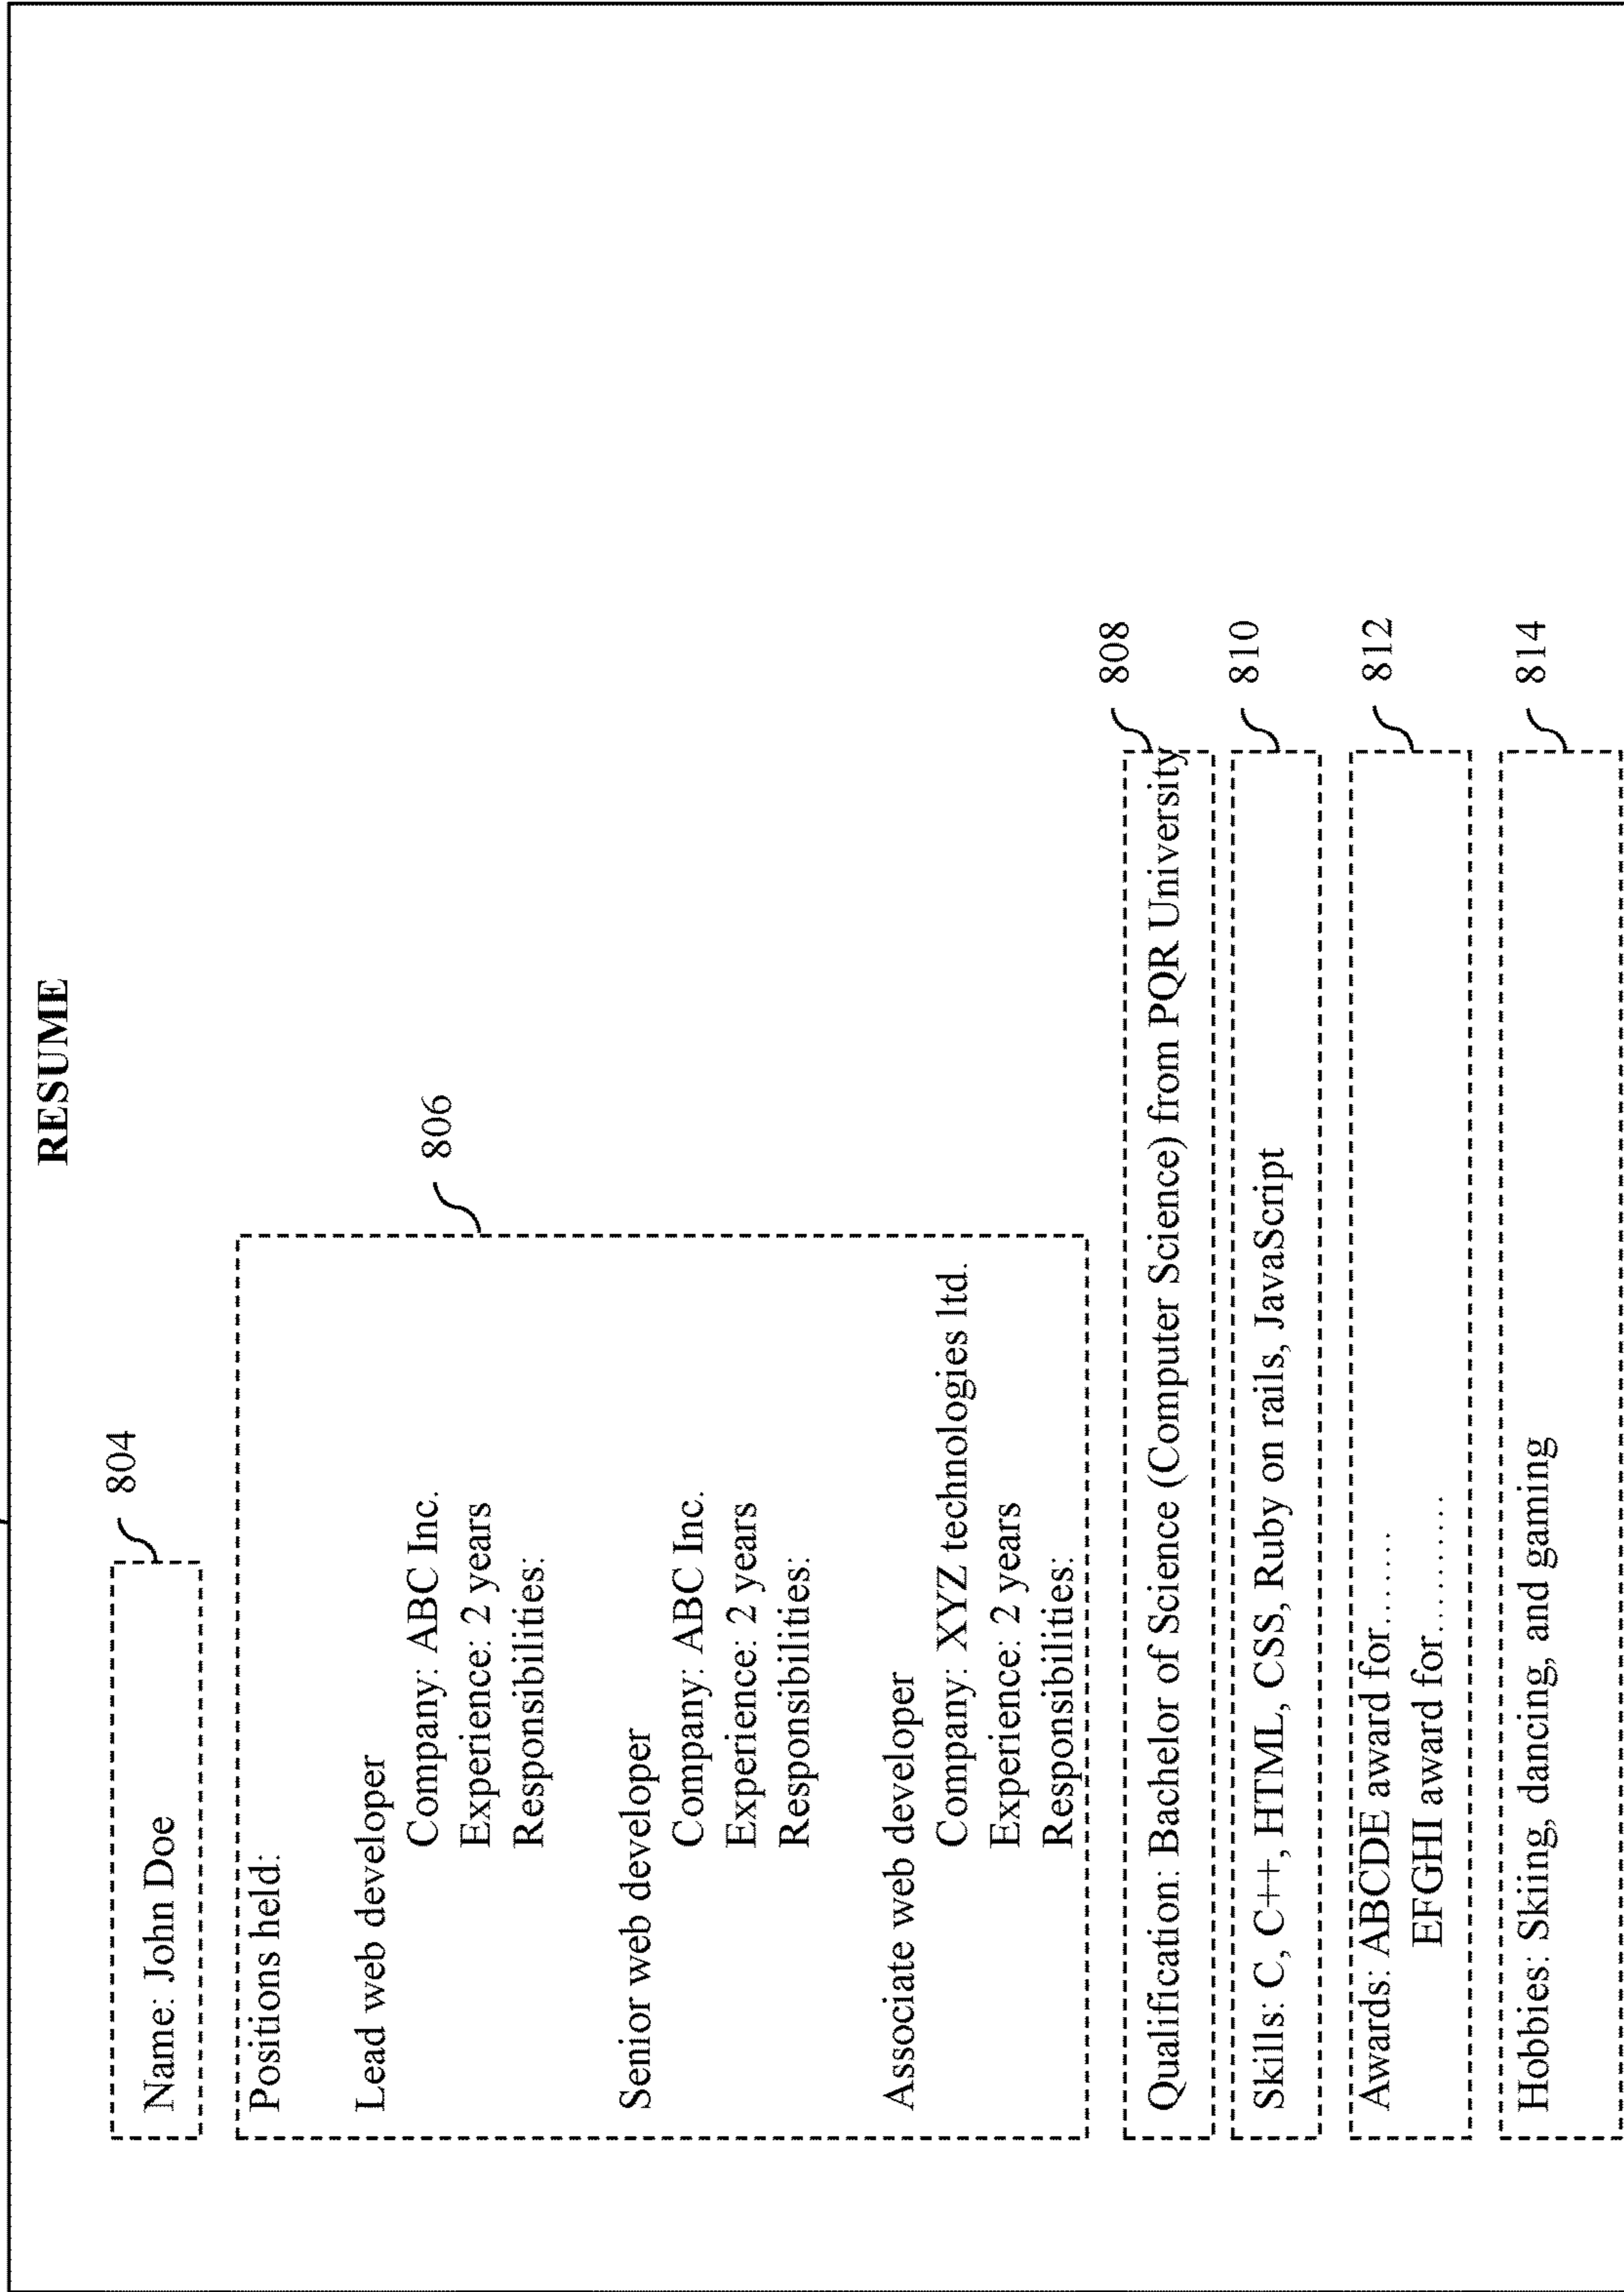 RESUME
804
Name: John Doe
806
Positions held:
Lead web developer
Company: ABC Inc.
Experience: 2 years
Responsibilities:
Senior web developer
Company: ABC Inc.
Experience: 2 years
Responsibilities:
Associate web developer
Company: XYZ technologies ltd.
Experience: 2 years
Responsibilities:
808
Qualification: Bachelor of Science (Computer Science) from PQR University
810
Skills: C, C++, HTML, CSS, Ruby on rails, JavaScript
812
Awards: ABCDE award for.......
EFGHI award for...........
814
Hobbies: Skiing, dancing, and gaming